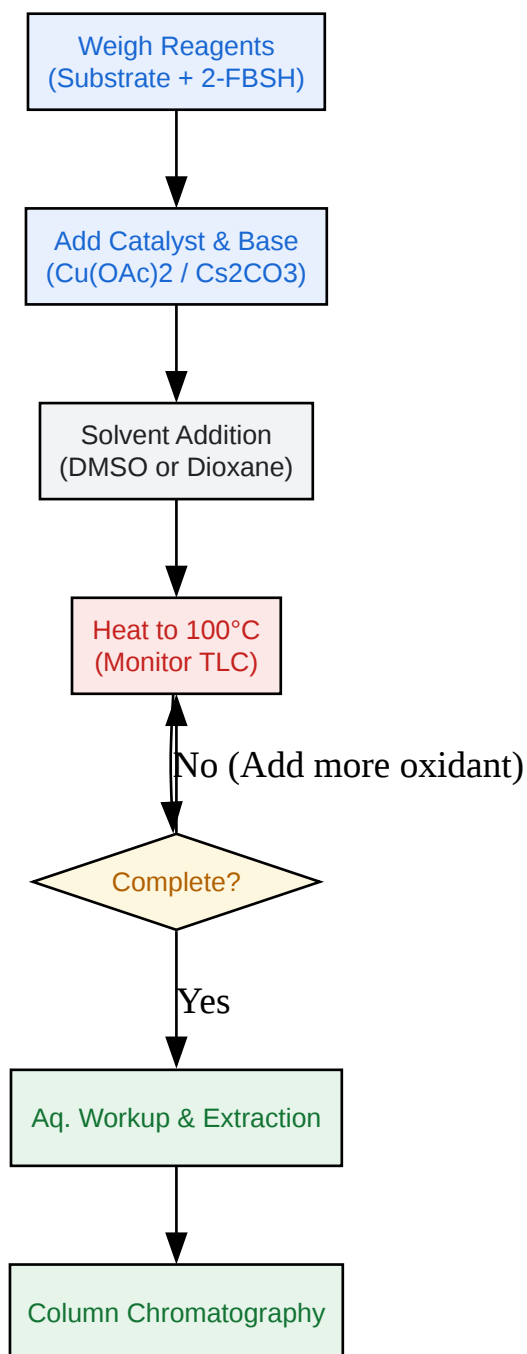 Weigh Reagents
(Substrate + 2-FBSH)
Add Catalyst & Base
(Cu(OAc)2 / Cs2CO3)
Solvent Addition
(DMSO or Dioxane)
Heat to 100°C
(Monitor TLC)
No (Add more oxidant)
Complete?
Yes
Aq. Workup & Extraction
Column Chromatography